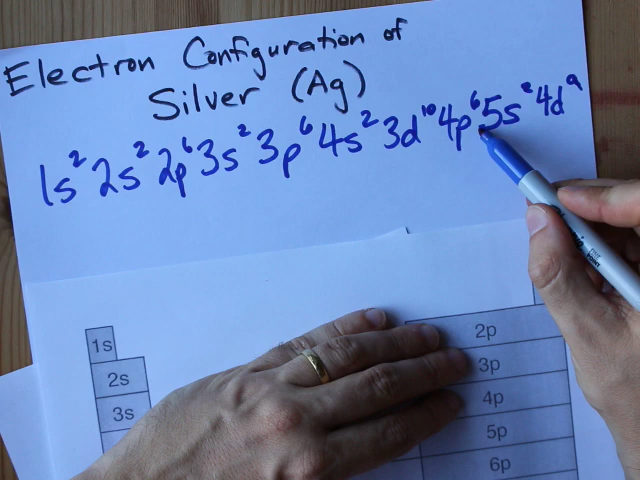 Electron Configuration of
Silver (Ag)
1s² 2s² 2p⁶ 3s² 3p⁶ 4s² 3d¹⁰ 4p⁶ 5s² 4d⁹
1s
2s
3s
2p
3p
4p
5p
6p